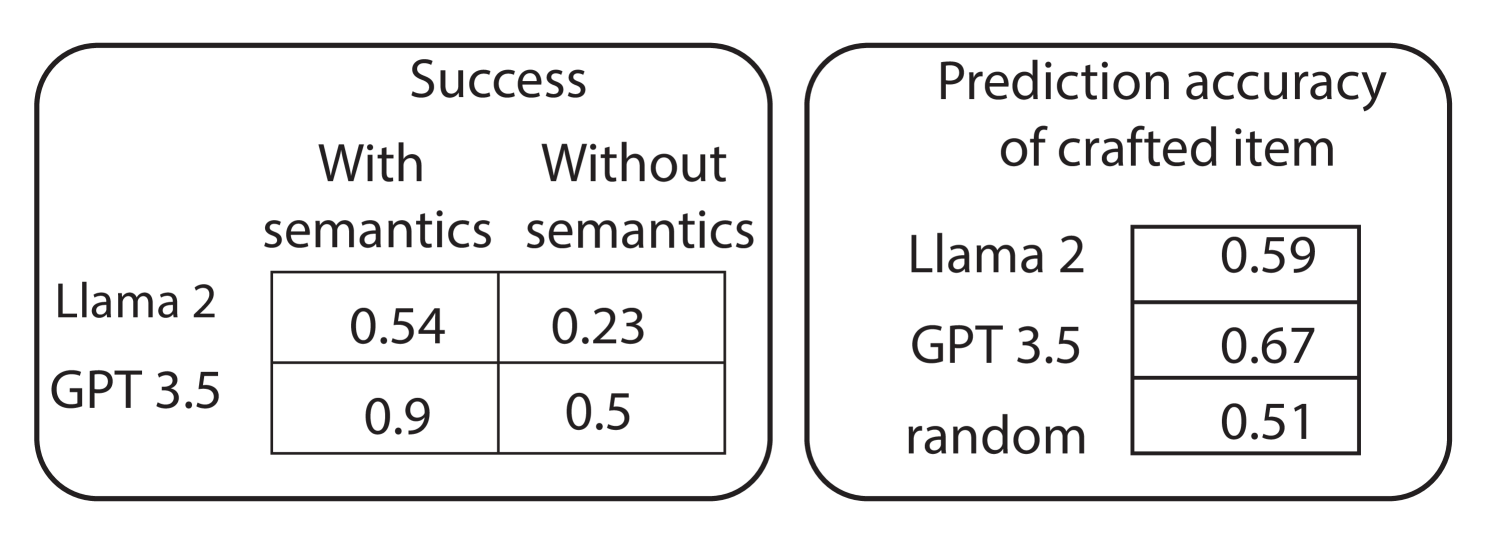 Success
With Without
semantics semantics
Llama 2 0.54 0.23
GPT 3.5 0.9 0.5
Prediction accuracy
of crafted item
Llama 2 0.59
GPT 3.5 0.67
random 0.51